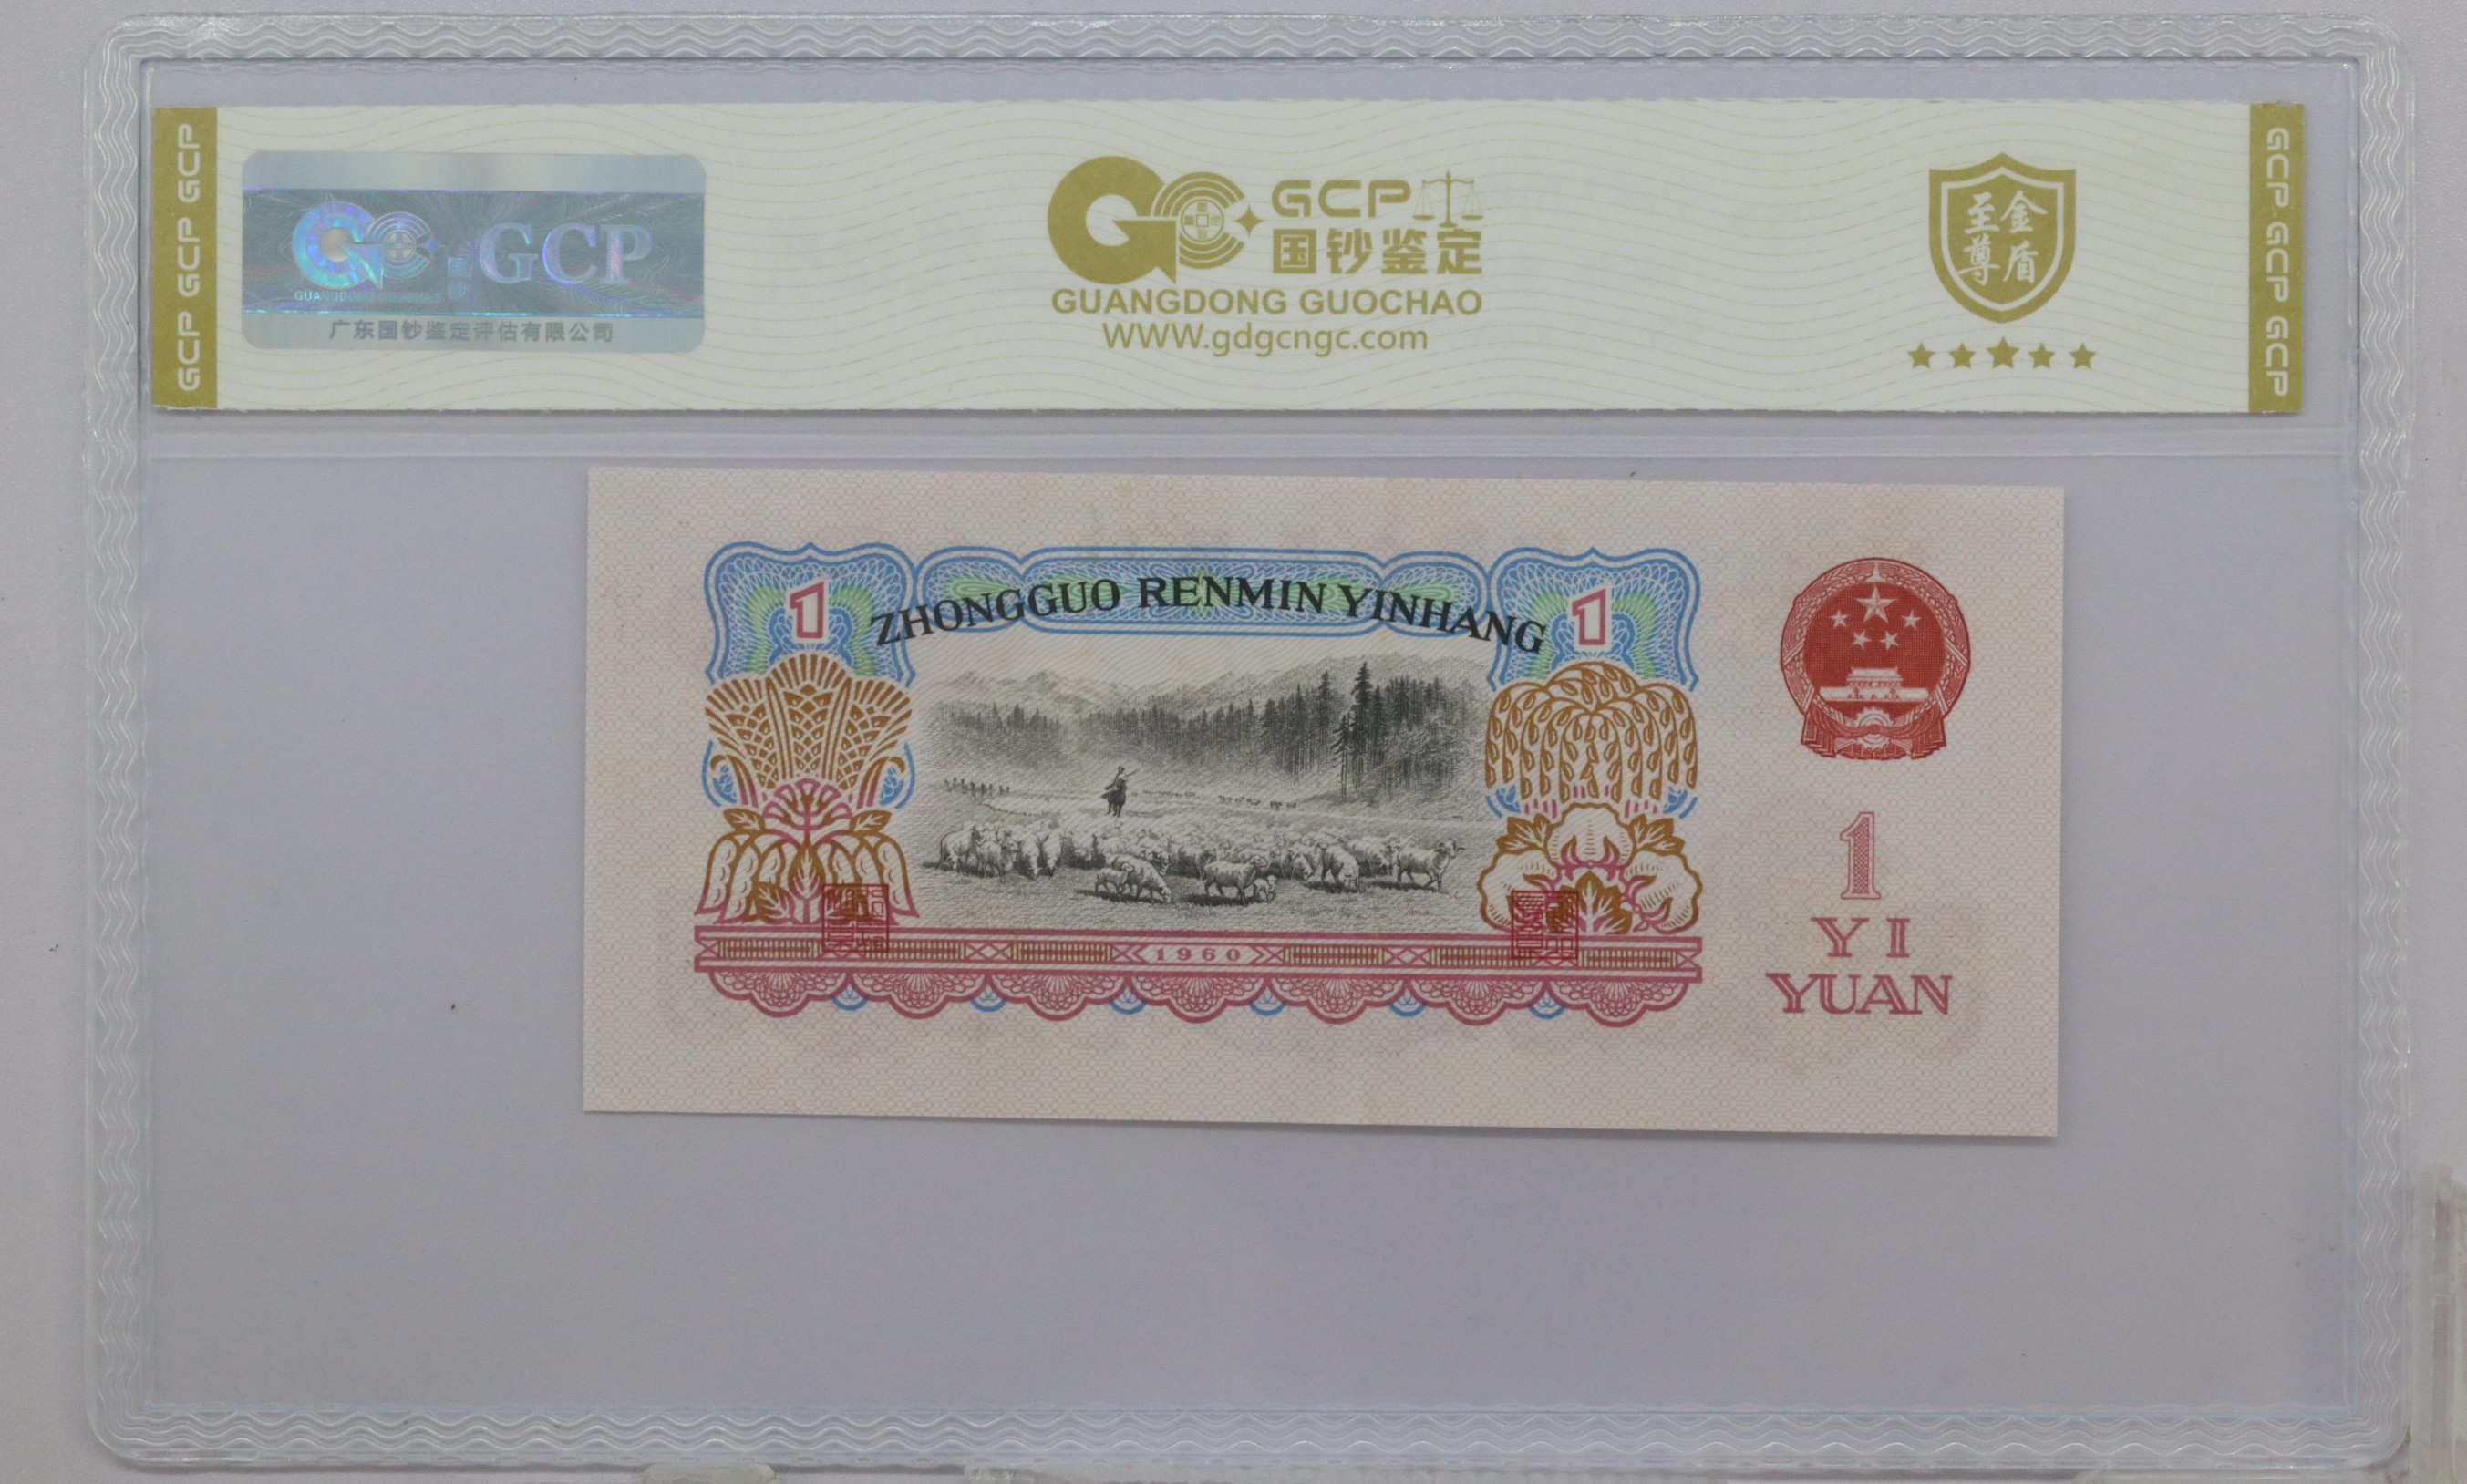 GCP GCP GCP
GCP
GUANGDONG GUOCHAO
广东国钞鉴定评估有限公司
GCP
国钞鉴定
GUANGDONG GUOCHAO
WWW.gdgcngc.com
至尊金盾
GCP GCP GCP
1
ZHONGGUO RENMIN YINHANG
1
1960
1
YI
YUAN